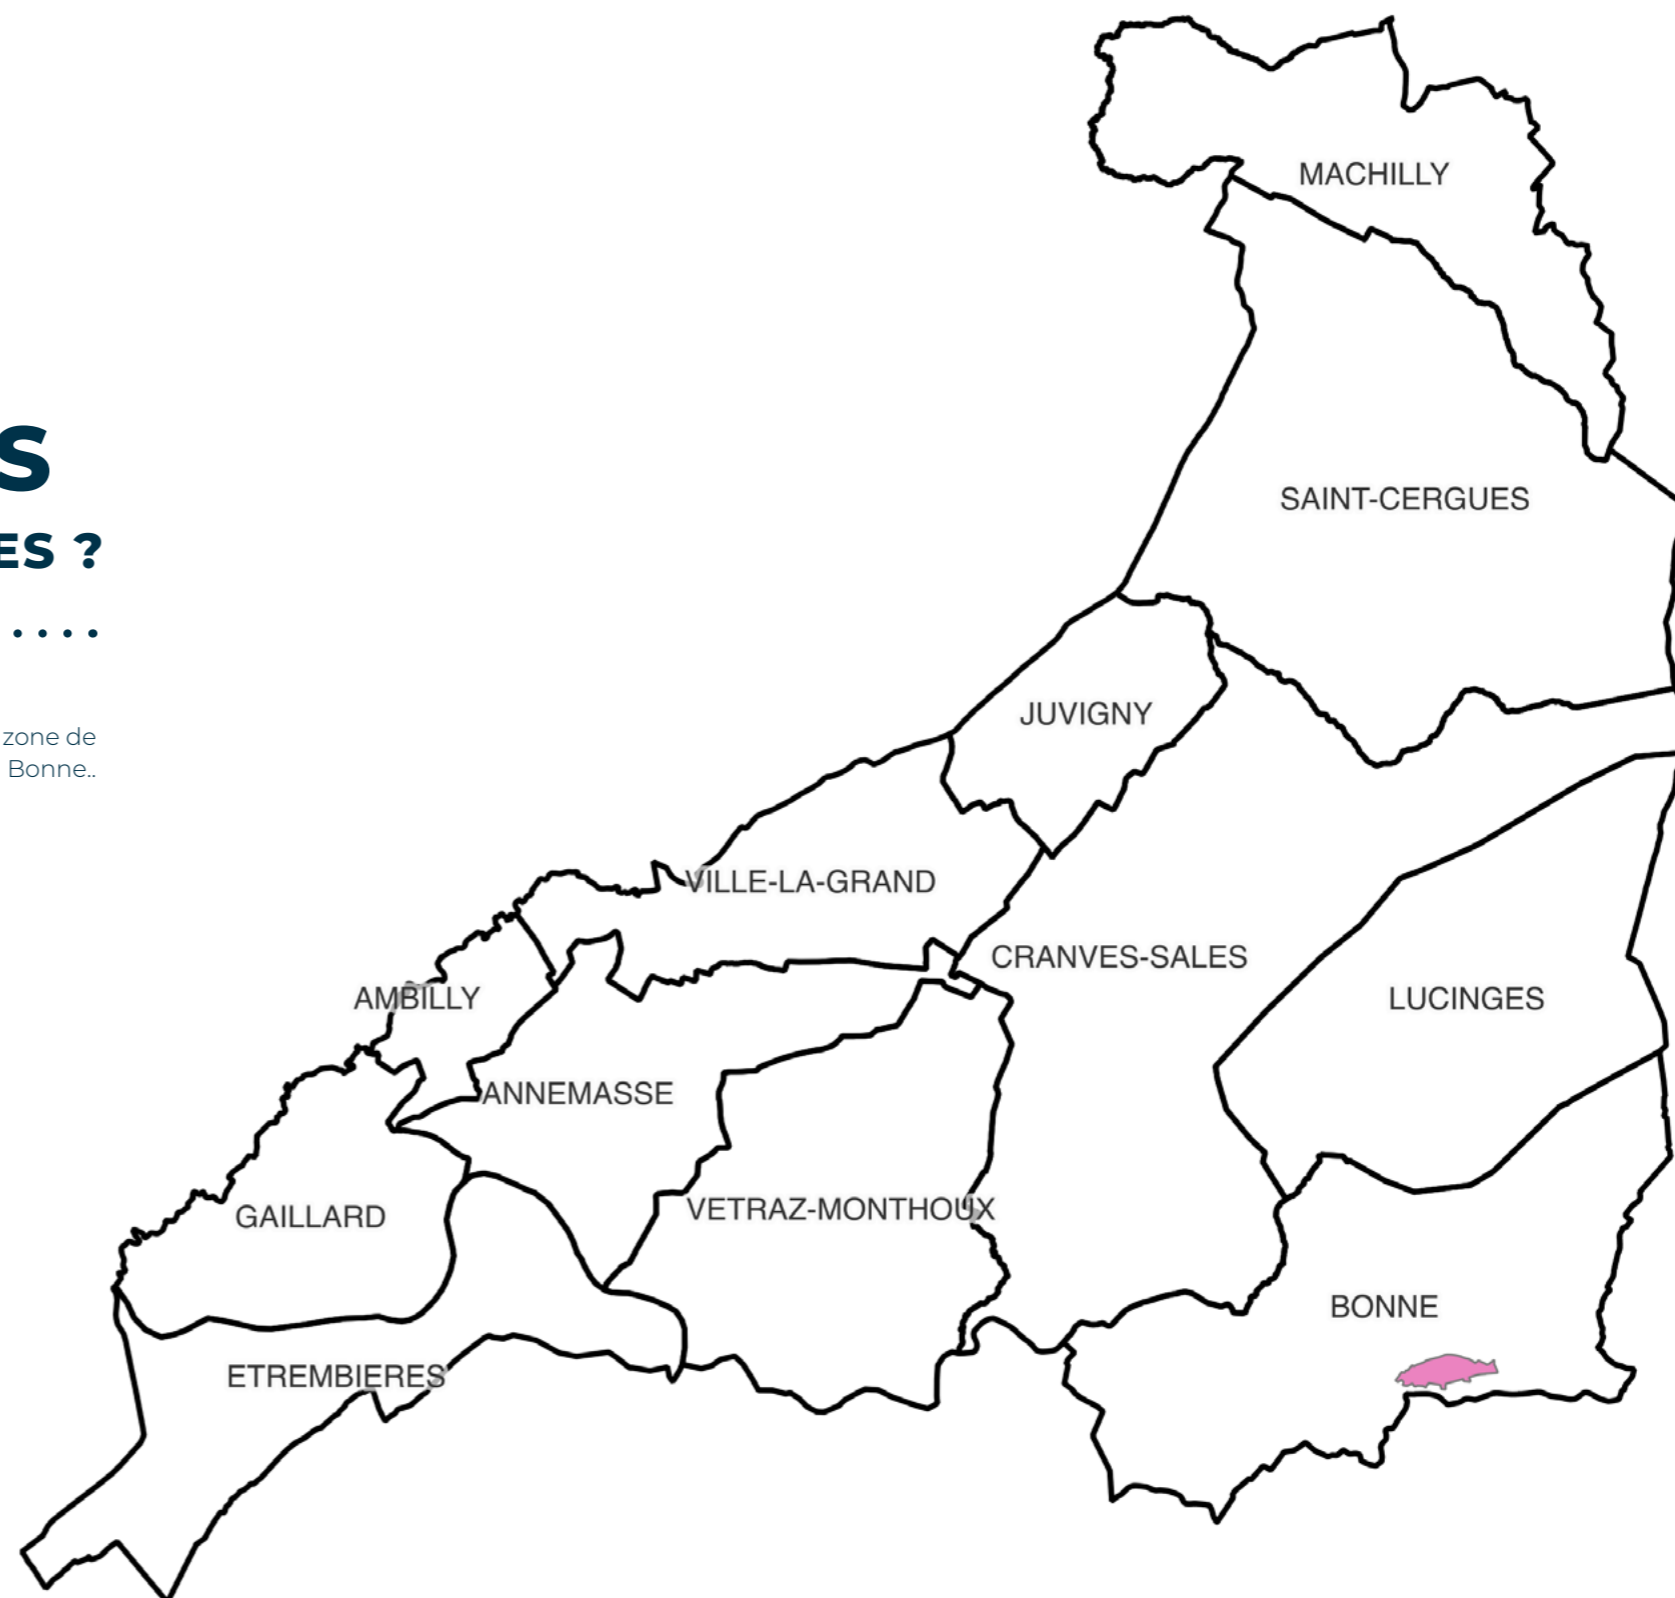 S
ES ?
....
zone de
Bonne..
MACHILLY
SAINT-CERGUES
JUVIGNY
VILLE-LA-GRAND
CRANVES-SALES
AMBILLY
LUCINGES
ANNEMASSE
VETRAZ-MONTHOUX
GAILLARD
BONNE
ETREMBIERES